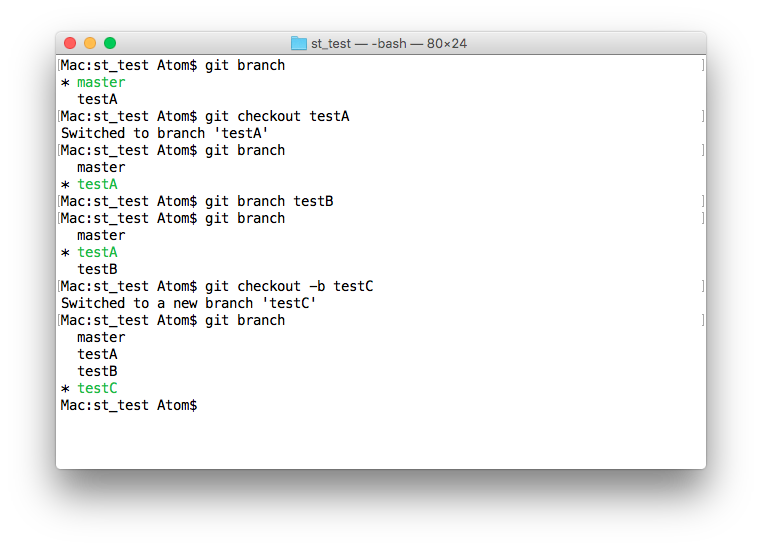 st_test — -bash — 80×24
[Mac:st_test Atom$ git branch ]
* master
  testA
[Mac:st_test Atom$ git checkout testA ]
Switched to branch 'testA'
[Mac:st_test Atom$ git branch ]
  master
* testA
[Mac:st_test Atom$ git branch testB ]
[Mac:st_test Atom$ git branch ]
  master
* testA
  testB
[Mac:st_test Atom$ git checkout -b testC ]
Switched to a new branch 'testC'
[Mac:st_test Atom$ git branch ]
  master
  testA
  testB
* testC
Mac:st_test Atom$